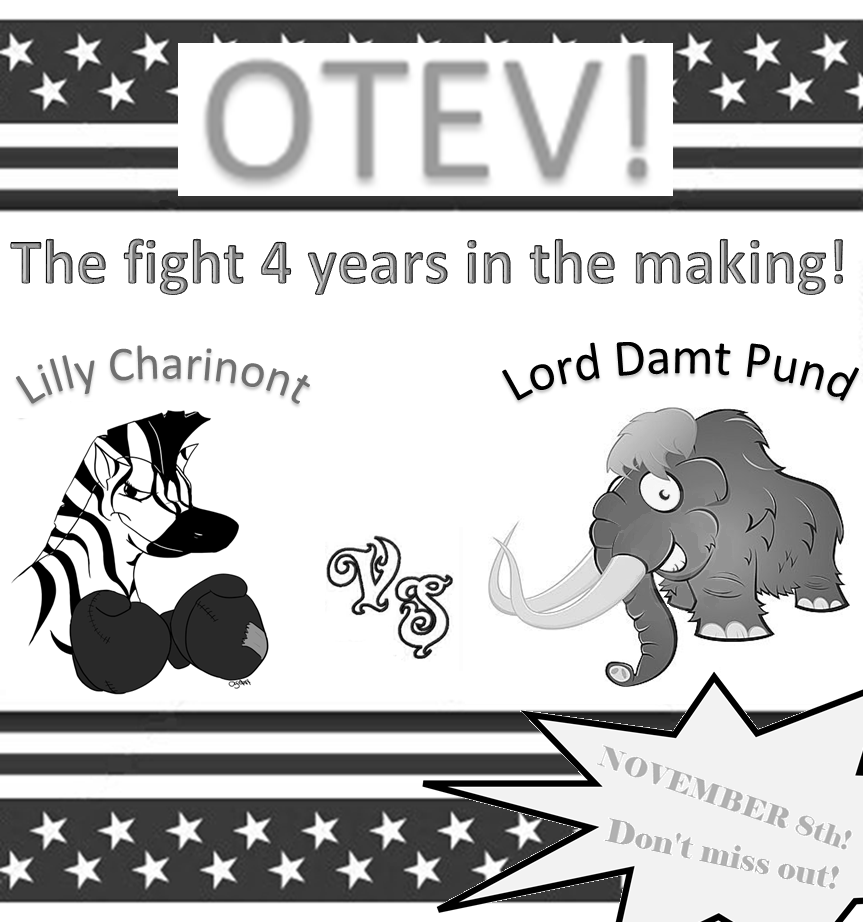 OTEV!
The fight 4 years in the making!
Lilly Charinont
Lord Damt Pund
VS
NOVEMBER 8th!
Don't miss out!